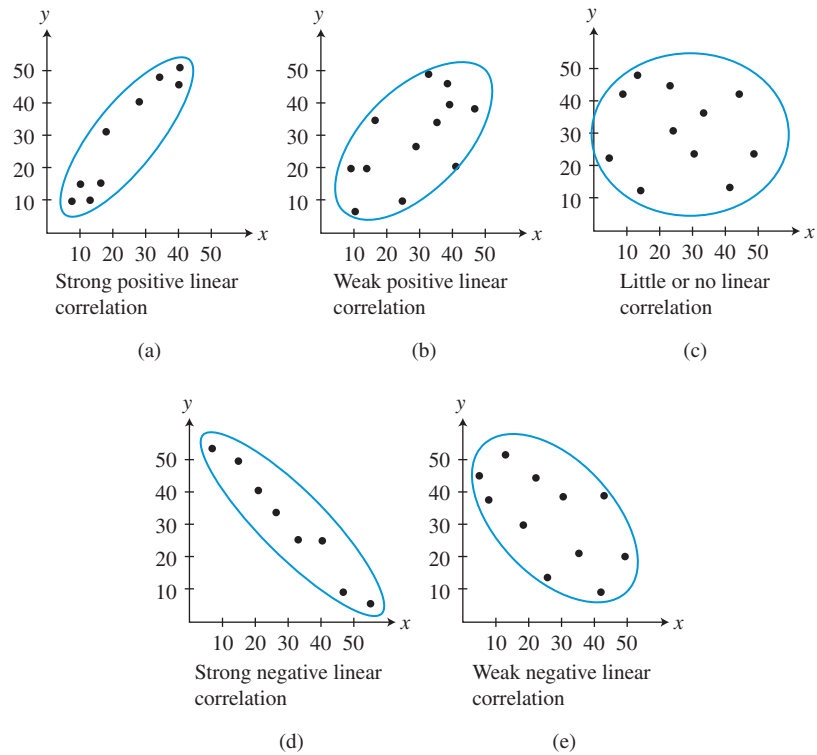 y
50
40
30
20
10
10 20 30 40 50 x
Strong positive linear
correlation
(a)
y
50
40
30
20
10
10 20 30 40 50 x
Weak positive linear
correlation
(b)
y
50
40
30
20
10
10 20 30 40 50 x
Little or no linear
correlation
(c)
y
50
40
30
20
10
10 20 30 40 50 x
Strong negative linear
correlation
(d)
y
50
40
30
20
10
10 20 30 40 50 x
Weak negative linear
correlation
(e)